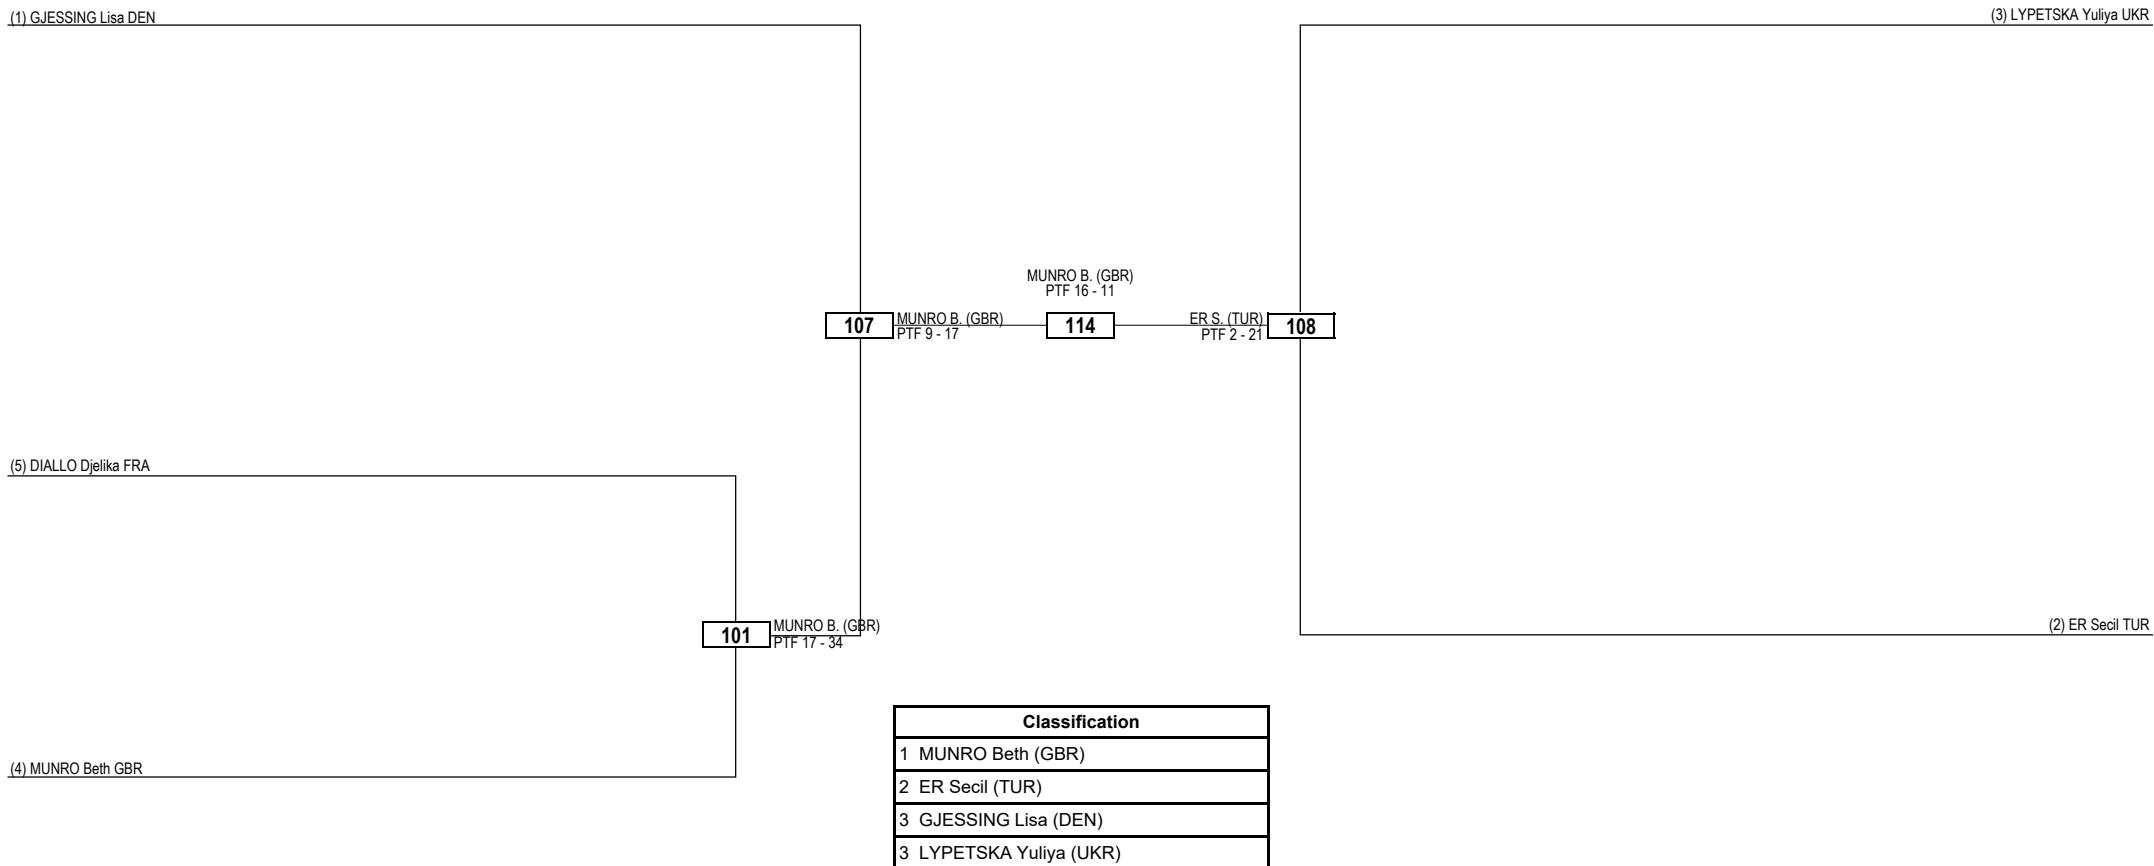 (1) GJESSING Lisa DEN
(3) LYPETSKA Yuliya UKR
MUNRO B. (GBR)
PTF 16 - 11
107
MUNRO B. (GBR)
PTF 9 - 17
114
ER S. (TUR)
PTF 2 - 21
108
(5) DIALLO Djelika FRA
101
MUNRO B. (GBR)
PTF 17 - 34
(2) ER Secil TUR
(4) MUNRO Beth GBR
Classification
1 MUNRO Beth (GBR)
2 ER Secil (TUR)
3 GJESSING Lisa (DEN)
3 LYPETSKA Yuliya (UKR)